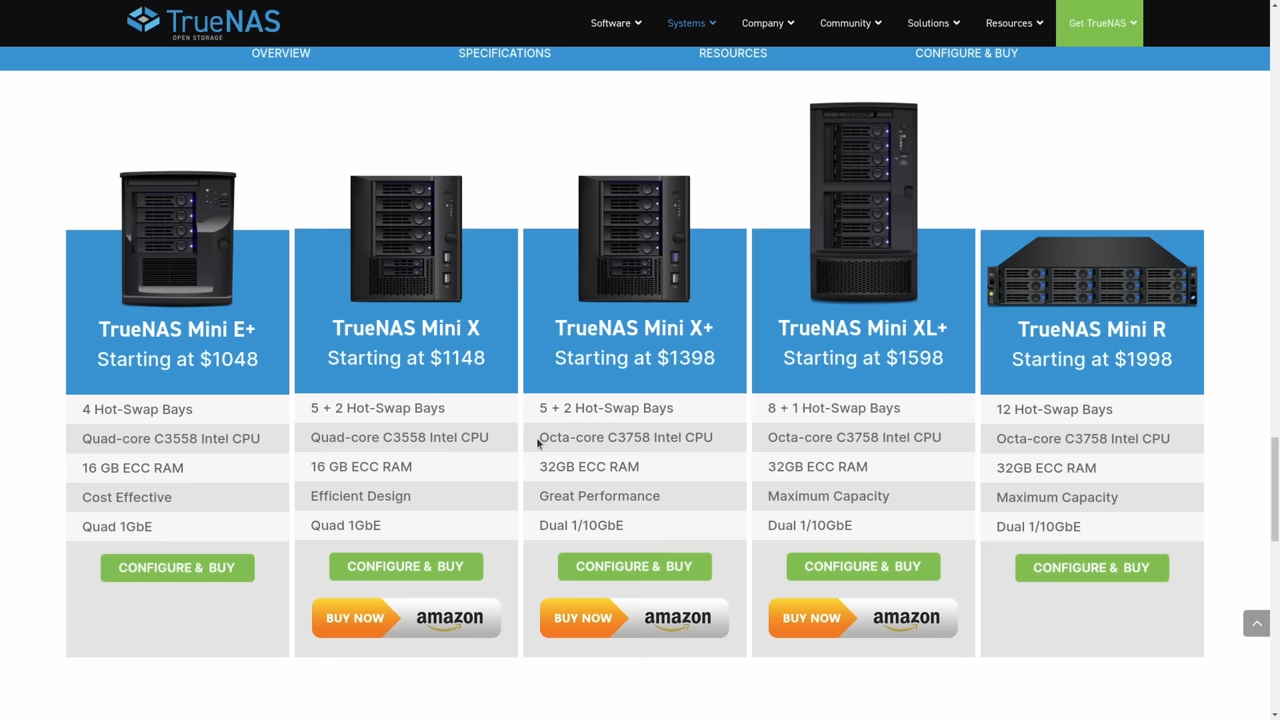 TrueNAS
OPEN STORAGE
Software
Systems
Company
Community
Solutions
Resources
Get TrueNAS
OVERVIEW
SPECIFICATIONS
RESOURCES
CONFIGURE & BUY
TrueNAS Mini E+
Starting at $1048
4 Hot-Swap Bays
Quad-core C3558 Intel CPU
16 GB ECC RAM
Cost Effective
Quad 1GbE
CONFIGURE & BUY
TrueNAS Mini X
Starting at $1148
5 + 2 Hot-Swap Bays
Quad-core C3558 Intel CPU
16 GB ECC RAM
Efficient Design
Quad 1GbE
CONFIGURE & BUY
BUY NOW amazon
TrueNAS Mini X+
Starting at $1398
5 + 2 Hot-Swap Bays
Octa-core C3758 Intel CPU
32GB ECC RAM
Great Performance
Dual 1/10GbE
CONFIGURE & BUY
BUY NOW amazon
TrueNAS Mini XL+
Starting at $1598
8 + 1 Hot-Swap Bays
Octa-core C3758 Intel CPU
32GB ECC RAM
Maximum Capacity
Dual 1/10GbE
CONFIGURE & BUY
BUY NOW amazon
TrueNAS Mini R
Starting at $1998
12 Hot-Swap Bays
Octa-core C3758 Intel CPU
32GB ECC RAM
Maximum Capacity
Dual 1/10GbE
CONFIGURE & BUY